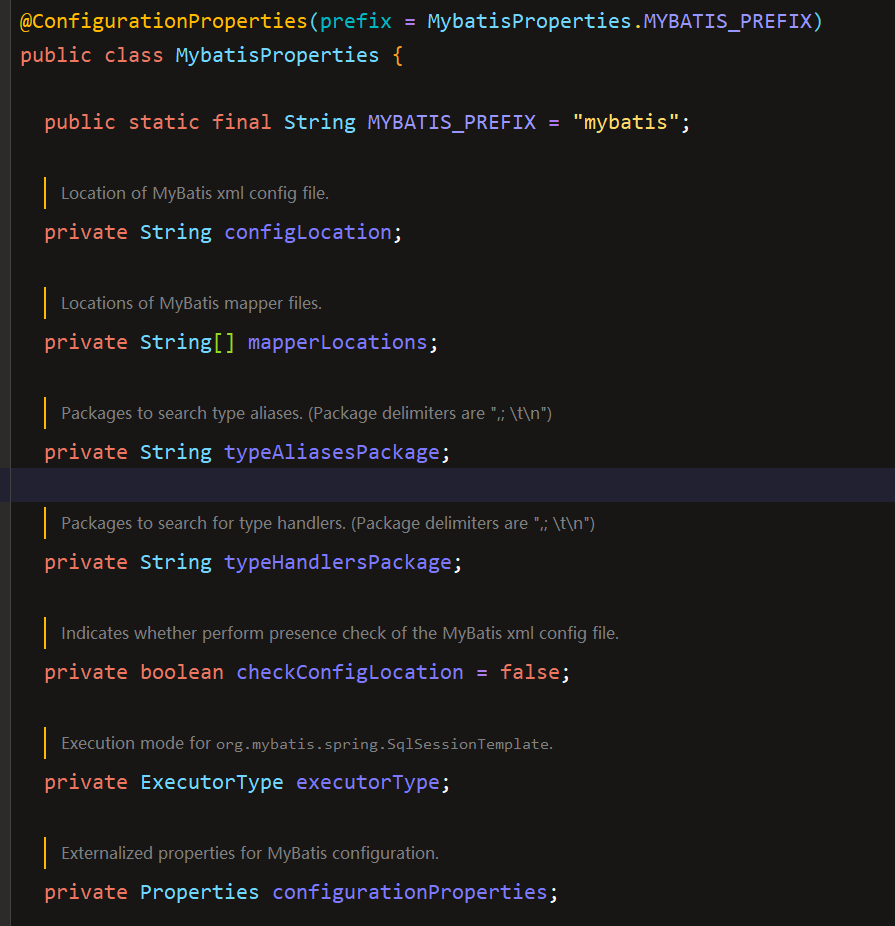 @ConfigurationProperties(prefix = MybatisProperties.MYBATIS_PREFIX)
public class MybatisProperties {
public static final String MYBATIS_PREFIX = "mybatis";
Location of MyBatis xml config file.
private String configLocation;
Locations of MyBatis mapper files.
private String[] mapperLocations;
Packages to search type aliases. (Package delimiters are ",; \t\n")
private String typeAliasesPackage;
Packages to search for type handlers. (Package delimiters are ",; \t\n")
private String typeHandlersPackage;
Indicates whether perform presence check of the MyBatis xml config file.
private boolean checkConfigLocation = false;
Execution mode for org.mybatis.spring.SqlSessionTemplate.
private ExecutorType executorType;
Externalized properties for MyBatis configuration.
private Properties configurationProperties;